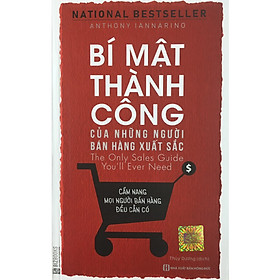 NATIONAL BESTSELLER
ANTHONY IANNARINO
BÍ MẬT
THÀNH
CÔNG
CỦA NHỮNG NGƯỜI
BÁN HÀNG XUẤT SẮC
The Only Sales Guide
You'll Ever Need
$
CẨM NANG
MỌI NGƯỜI BÁN HÀNG
ĐỀU CẦN CÓ